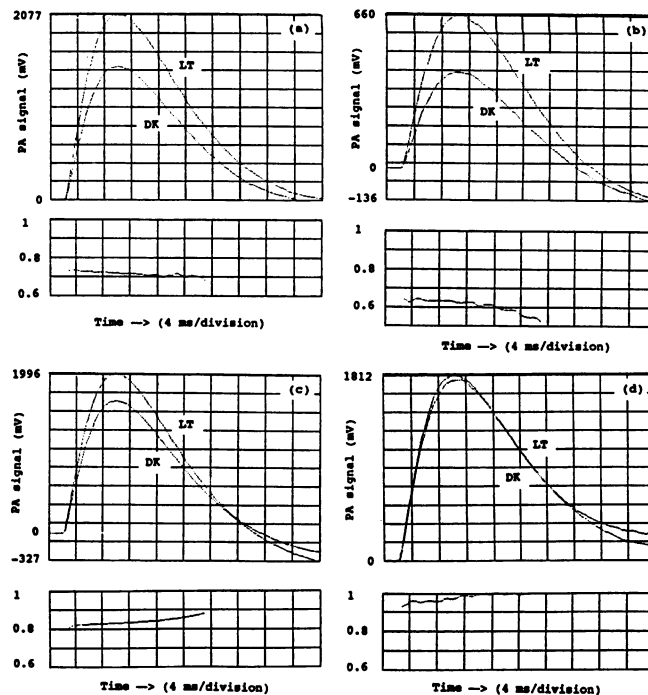 2077
(a)
PA signal (mV)
LT
DK
0
1
0.8
0.6
Time —> (4 ms/division)
660
(b)
PA signal (mV)
LT
DK
0
-136
1
0.8
0.6
Time —> (4 ms/division)
1996
(c)
PA signal (mV)
LT
DK
0
-327
1
0.8
0.6
Time —> (4 ms/division)
1812
(d)
PA signal (mV)
LT
DK
0
1
0.8
0.6
Time —> (4 ms/division)